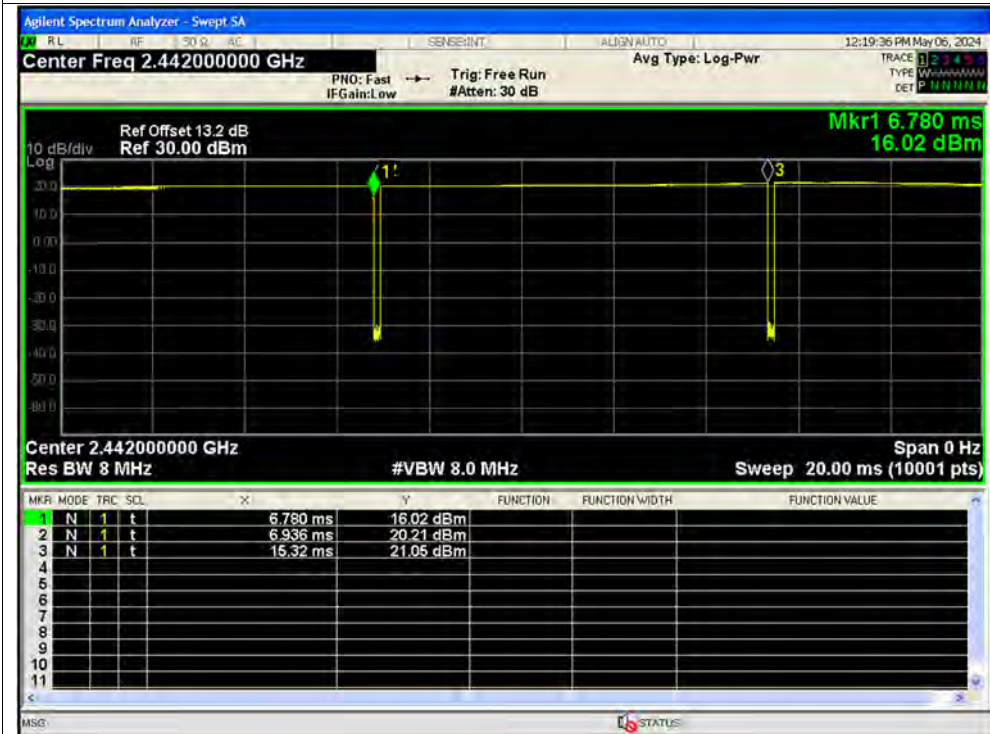 Agilent Spectrum Analyzer - Swept SA
RL RF 50 Ω AC SENSE:INT ALIGN AUTO 12:19:36 PM May 06, 2024
Center Freq 2.442000000 GHz
Avg Type: Log-Pwr
TRACE 1 2 3 4 5 6
PNO: Fast Trig: Free Run
TYPE W
IFGain:Low #Atten: 30 dB
DET P N N N N N
Mkr1 6.780 ms
Ref Offset 13.2 dB
10 dB/div Ref 30.00 dBm 16.02 dBm
Log
1
3
20.0
10.0
0.00
-10.0
-20.0
-30.0
-40.0
-50.0
-60.0
Center 2.442000000 GHz Span 0 Hz
Res BW 8 MHz #VBW 8.0 MHz Sweep 20.00 ms (10001 pts)
MKR MODE TRC SCL X Y FUNCTION FUNCTION WIDTH FUNCTION VALUE
1 N 1 t 6.780 ms 16.02 dBm
2 N 1 t 6.936 ms 20.21 dBm
3 N 1 t 15.32 ms 21.05 dBm
4
5
6
7
8
9
10
11
MSG STATUS